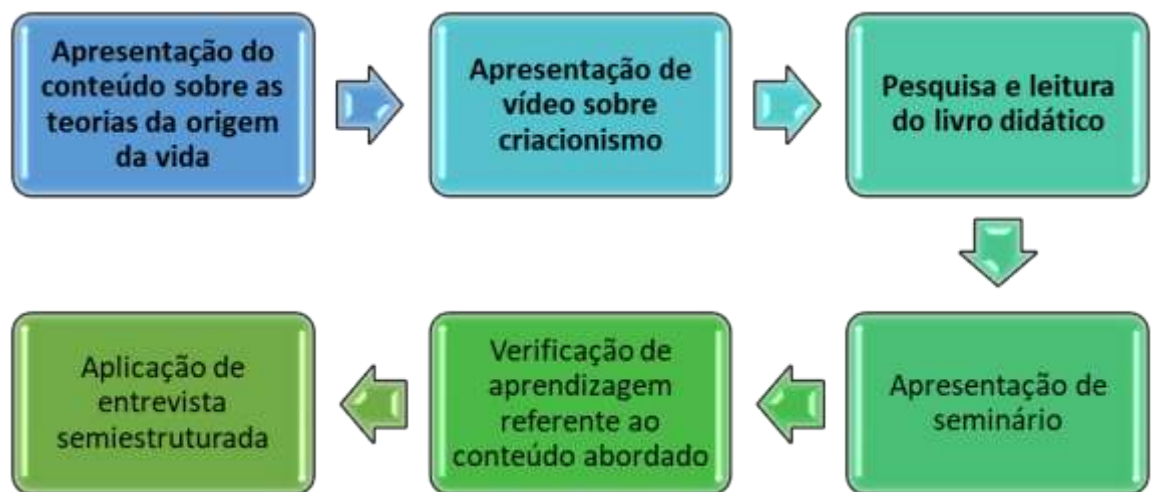 Apresentação do
conteúdo sobre as
teorias da origem
da vida
Apresentação de
vídeo sobre
criacionismo
Pesquisa e leitura
do livro didático
Apresentação de
seminário
Verificação de
aprendizagem
referente ao
conteúdo abordado
Aplicação de
entrevista
semiestruturada